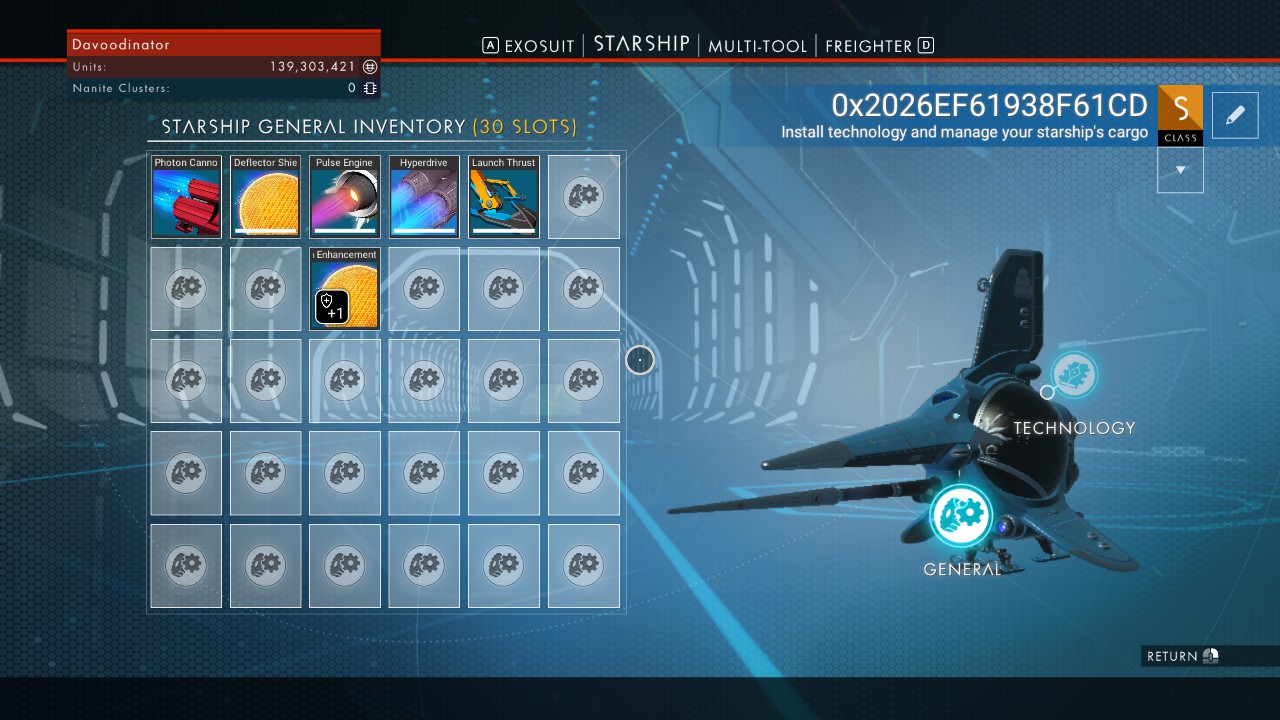 Davoodinator
Units: 139,303,421
Nanite Clusters: 0
A EXOSUIT STARSHIP MULTI-TOOL FREIGHTER D
0x2026EF61938F61CD
Install technology and manage your starship's cargo
S
CLASS
STARSHIP GENERAL INVENTORY (30 SLOTS)
Photon Canno Deflector Shie Pulse Engine Hyperdrive Launch Thrust
Enhancement
+1
TECHNOLOGY
GENERAL
RETURN